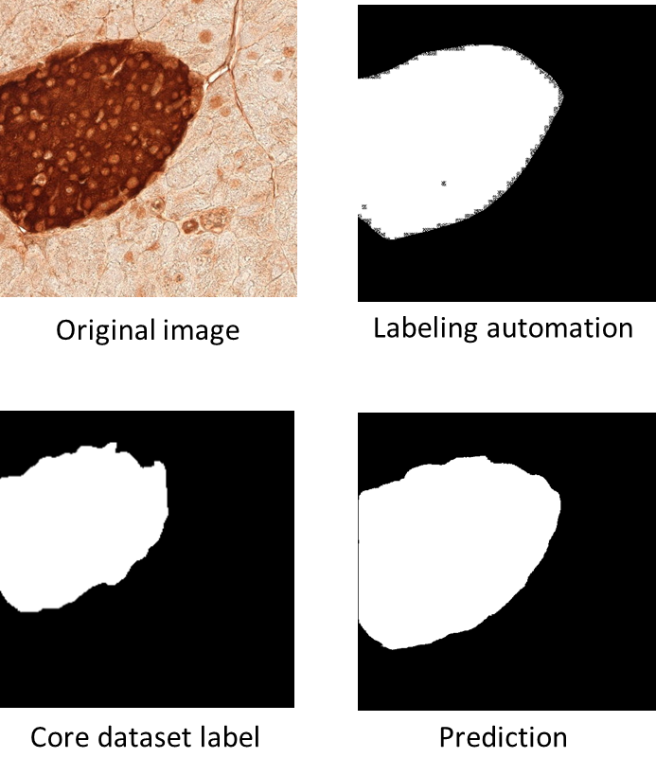 Original image
Labeling automation
Core dataset label
Prediction